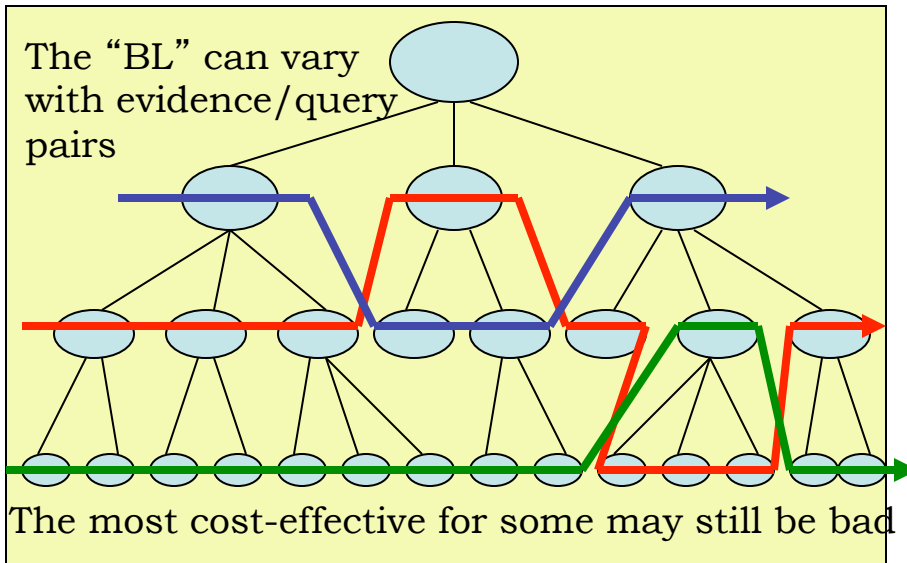 The “BL” can vary
with evidence/query
pairs
The most cost-effective for some may still be bad